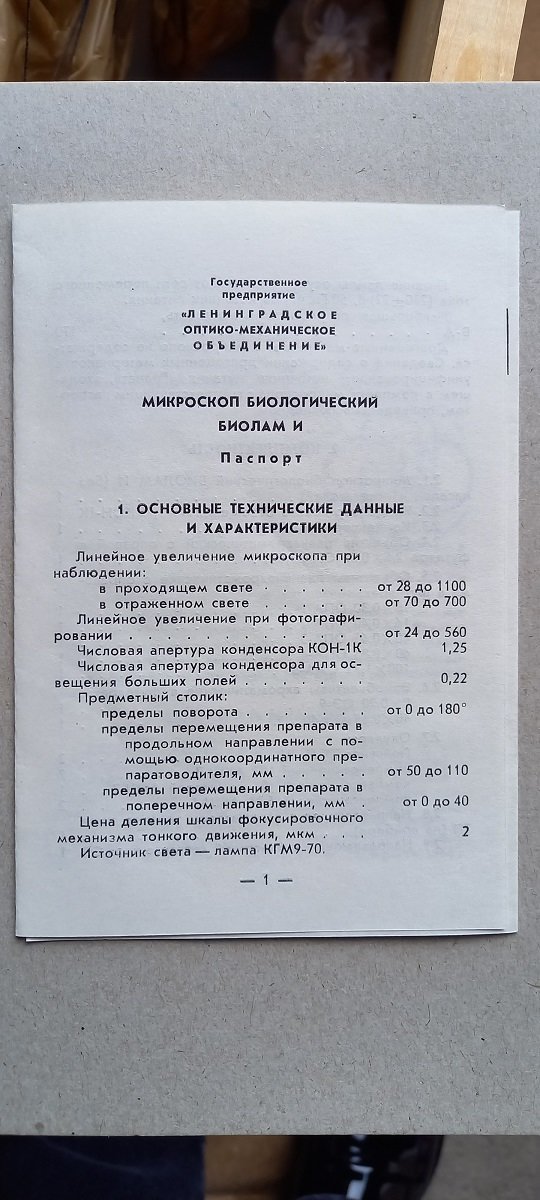 Государственное
предприятие
«ЛЕНИНГРАДСКОЕ
ОПТИКО-МЕХАНИЧЕСКОЕ
ОБЪЕДИНЕНИЕ»
МИКРОСКОП БИОЛОГИЧЕСКИЙ
БИОЛАМ И
Паспорт
1. ОСНОВНЫЕ ТЕХНИЧЕСКИЕ ДАННЫЕ
И ХАРАКТЕРИСТИКИ
Линейное увеличение микроскопа при
наблюдении:
в проходящем свете . . . . . . от 28 до 1100
в отраженном свете . . . . . . от 70 до 700
Линейное увеличение при фотографи-
ровании . . . . . . . . . . . . от 24 до 560
Числовая апертура конденсора КОН-1К 1,25
Числовая апертура конденсора для ос-
вещения больших полей . . . . . . 0,22
Предметный столик:
пределы поворота . . . . . . . от 0 до 180°
пределы перемещения препарата в
продольном направлении с по-
мощью однокоординатного пре-
паратоводителя, мм . . . . . от 50 до 110
пределы перемещения препарата в
поперечном направлении, мм . от 0 до 40
Цена деления шкалы фокусировочного
механизма тонкого движения, мкм . . . 2
Источник света — лампа КГМ9-70.
— 1 —